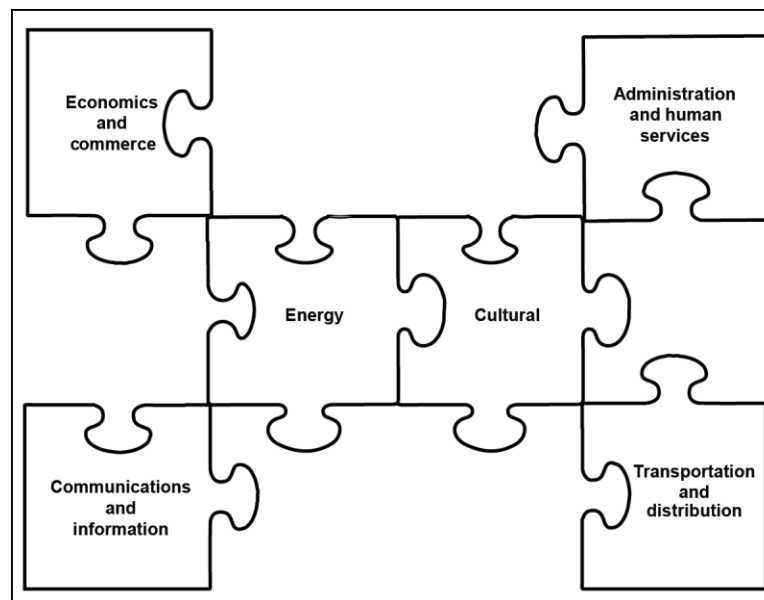 Economics
and
commerce
Administration
and human
services
Energy
Cultural
Communications
and
information
Transportation
and
distribution